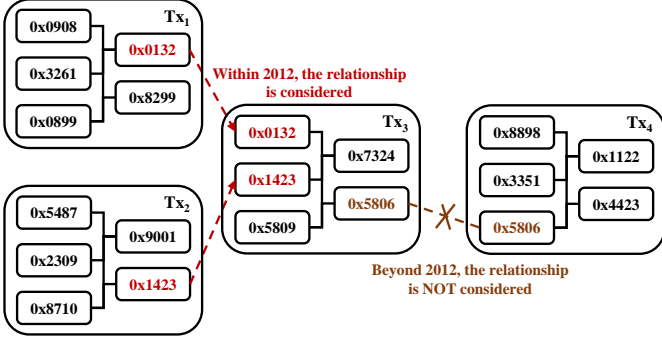 Tx1
0x0908
0x3261
0x0899
0x0132
0x8299
Tx2
0x5487
0x2309
0x8710
0x9001
0x1423
Within 2012, the relationship
is considered
Tx3
0x0132
0x1423
0x5809
0x7324
0x5806
Tx4
0x8898
0x3351
0x5806
0x1122
0x4423
Beyond 2012, the relationship
is NOT considered